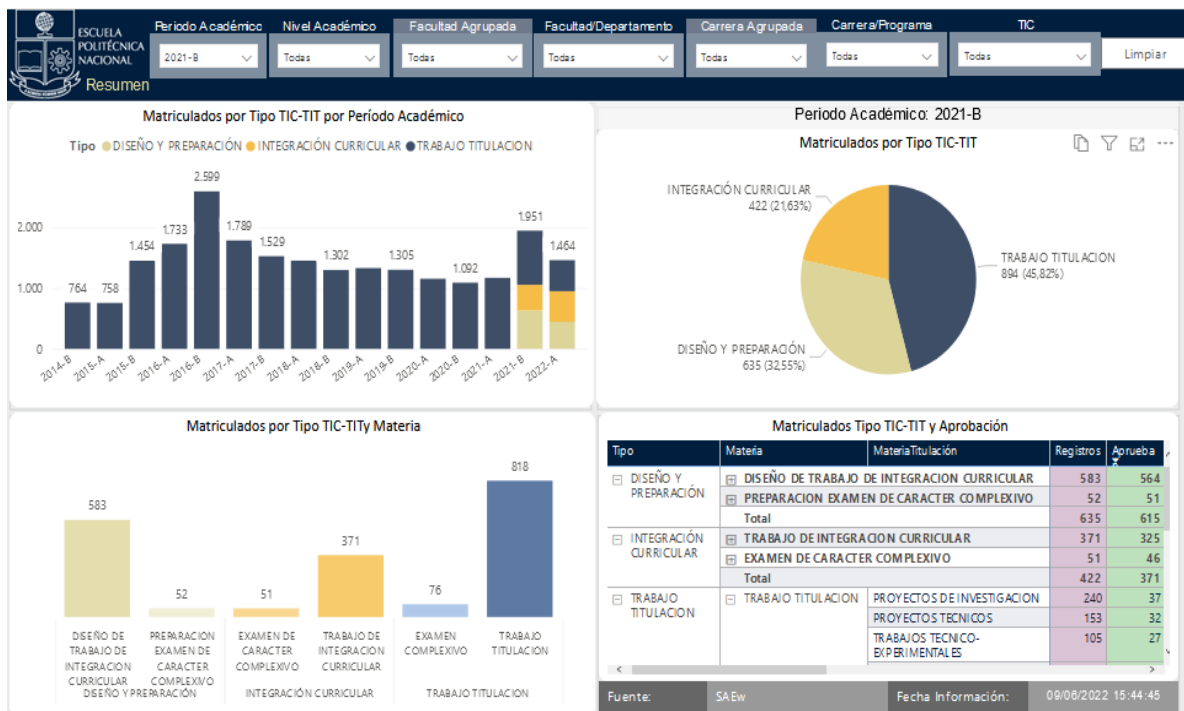 ESCUELA
POLITÉCNICA
NACIONAL
Resumen
Periodo Académico
Nivel Académico
Facultad Agrupada
Facultad/Departamento
Carrera Agrupada
Carrera/Programa
TIC
2021-B
Todas
Todas
Todas
Todas
Todas
Todas
Limpiar
Matriculados por Tipo TIC-TIT por Período Académico
Tipo DISEÑO Y PREPARACIÓN INTEGRACIÓN CURRICULAR TRABAJO TITULACION
2.000
1.000
0
764
758
1.454
1.733
2.599
1.789
1.529
1.302
1.305
1.092
1.951
1.464
2014-B
2015-A
2015-B
2016-A
2016-B
2017-A
2017-B
2018-A
2018-B
2019-A
2019-B
2020-A
2020-B
2021-A
2021-B
2022-A
Periodo Académico: 2021-B
Matriculados por Tipo TIC-TIT
INTEGRACIÓN CURRICULAR
422 (21,63%)
TRABAJO TITULACION
894 (45,82%)
DISEÑO Y PREPARACIÓN
635 (32,55%)
Matriculados por Tipo TIC-TITy Materia
583
52
51
371
76
818
DISEÑO DE
TRABAJO DE
INTEGRACION
CURRICULAR
PREPARACION
EXAMEN DE
CARACTER
COMPLEXIVO
EXAMEN DE
CARACTER
COMPLEXIVO
TRABAJO DE
INTEGRACION
CURRICULAR
EXAMEN
COMPLEXIVO
TRABAJO
TITULACION
DISEÑO Y PREPARACIÓN
INTEGRACIÓN CURRICULAR
TRABAJO TITULACION
Matriculados Tipo TIC-TIT y Aprobación
Tipo Materia MateriaTitulación Registros Aprueba
DISEÑO Y
PREPARACIÓN
DISEÑO DE TRABAJO DE INTEGRACION CURRICULAR 583 564
PREPARACION EXAMEN DE CARACTER COMPLEXIVO 52 51
Total 635 615
INTEGRACIÓN
CURRICULAR
TRABAJO DE INTEGRACION CURRICULAR 371 325
EXAMEN DE CARACTER COMPLEXIVO 51 46
Total 422 371
TRABAJO
TITULACION
TRABAJO TITULACION
PROYECTOS DE INVESTIGACION 240 37
PROYECTOS TECNICOS 153 32
TRABAJOS TECNICO-
EXPERIMENTALES 105 27
Fuente: SAEw Fecha Información: 09/06/2022 15:44:45